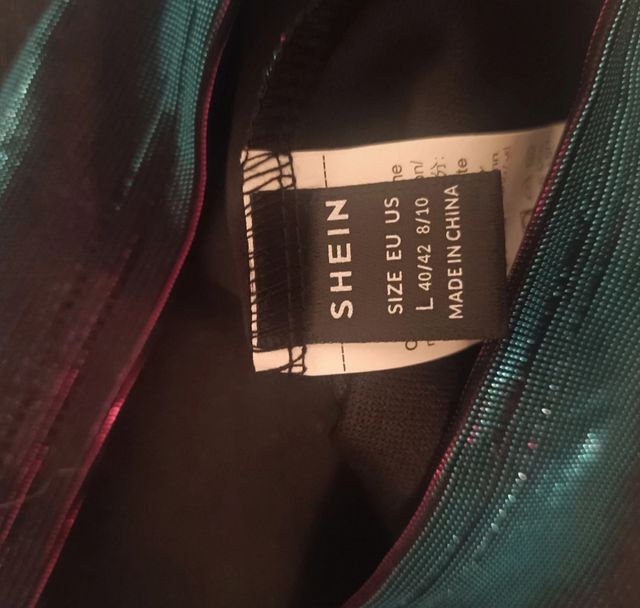 SHEIN
SIZE EU US
L 40/42 8/10
MADE IN CHINA